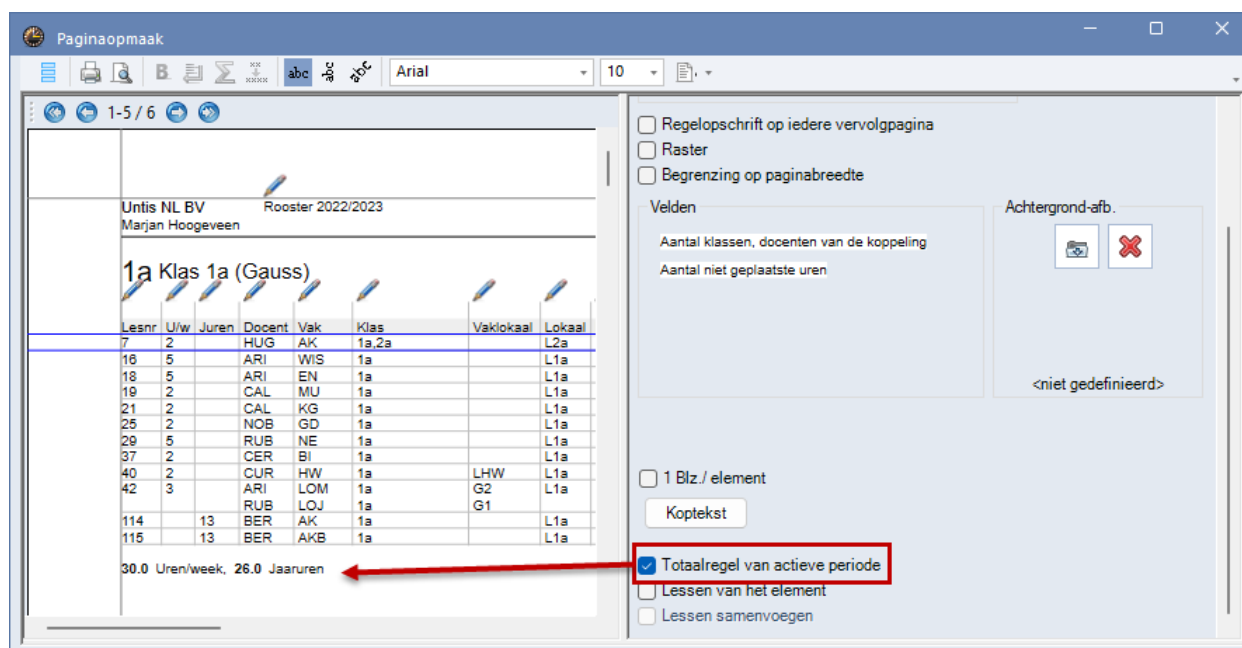 Paginaopmaak
B abc abc abc Arial 10
1-5 / 6
Untis NL BV Rooster 2022/2023
Marjan Hoogeveen
1a Klas 1a (Gauss)
Lesnr U/w Juren Docent Vak Klas Vaklokaal Lokaal
7 2 HUG AK 1a,2a L2a
16 5 ARI WIS 1a L1a
18 5 ARI EN 1a L1a
19 2 CAL MU 1a L1a
21 2 CAL KG 1a L1a
25 2 NOB GD 1a L1a
29 5 RUB NE 1a L1a
37 2 CER BI 1a L1a
40 2 CUR HW 1a LHW L1a
42 3 ARI LOM 1a G2 L1a
RUB LOJ 1a G1
114 13 BER AK 1a L1a
115 13 BER AKB 1a L1a
30.0 Uren/week, 26.0 Jaaruren
Regelopschrift op iedere vervolgpagina
Raster
Begrenzing op paginabreedte
Velden
Aantal klassen, docenten van de koppeling
Aantal niet geplaatste uren
Achtergrond-afb.
<niet gedefinieerd>
1 Blz./ element
Koptekst
Totaalregel van actieve periode
Lessen van het element
Lessen samenvoegen